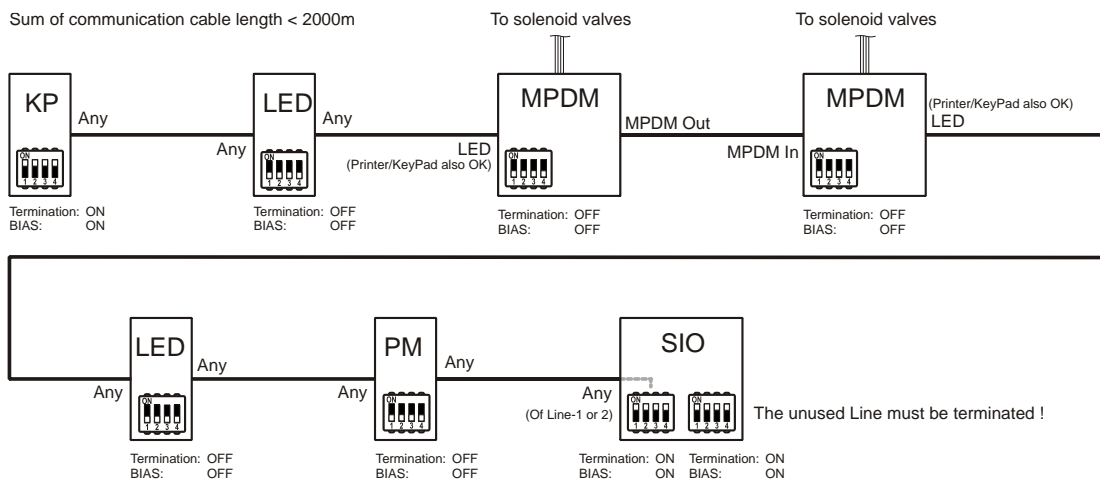 Sum of communication cable length < 2000m
To solenoid valves
To solenoid valves
KP
Any
ON
1 2 3 4
Termination: ON
BIAS: ON
Any
LED
Any
ON
1 2 3 4
Termination: OFF
BIAS: OFF
LED
(Printer/KeyPad also OK)
MPDM
MPDM Out
ON
1 2 3 4
Termination: OFF
BIAS: OFF
MPDM In
MPDM
(Printer/KeyPad also OK)
LED
ON
1 2 3 4
Termination: OFF
BIAS: OFF
Any
LED
Any
ON
1 2 3 4
Termination: OFF
BIAS: OFF
Any
PM
Any
ON
1 2 3 4
Termination: OFF
BIAS: OFF
Any
(Of Line-1 or 2)
SIO
ON
1 2 3 4
ON
1 2 3 4
The unused Line must be terminated !
Termination: ON
BIAS: ON
Termination: ON
BIAS: ON